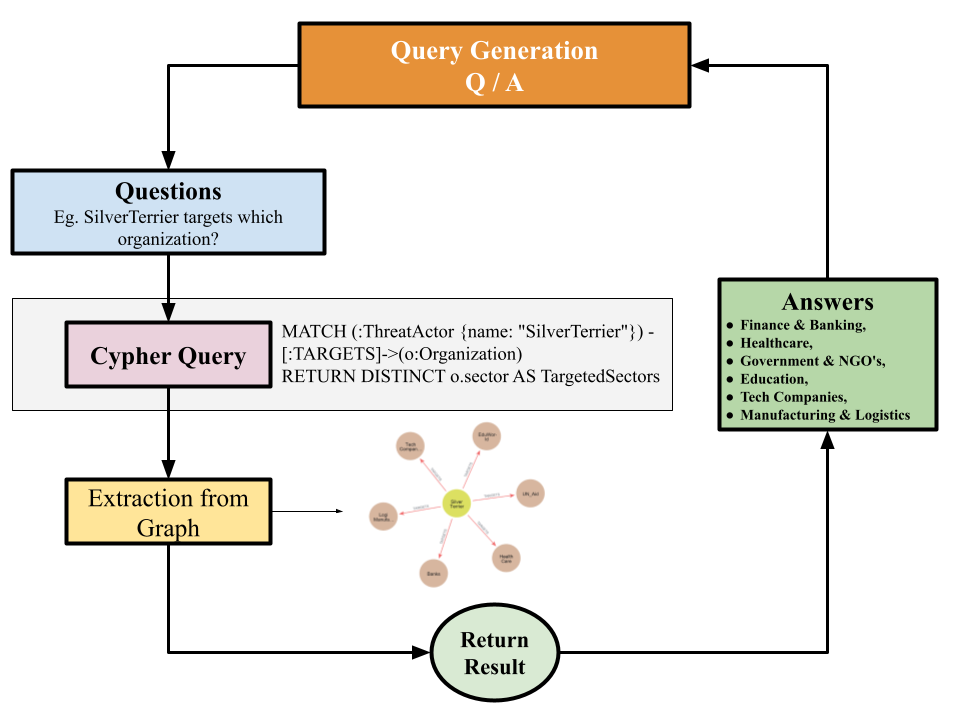 Query Generation
Q / A
Questions
Eg. SilverTerrier targets which
organization?
Cypher Query
MATCH (:ThreatActor {name: "SilverTerrier"}) -
[:TARGETS]->(o:Organization)
RETURN DISTINCT o.sector AS TargetedSectors
Extraction from
Graph
Tech
Compan...
UN_Aid
Silver
Terrier
Logi
Banks
Health
Care
Return
Result
Answers
● Finance & Banking,
● Healthcare,
● Government & NGO's,
● Education,
● Tech Companies,
● Manufacturing & Logistics